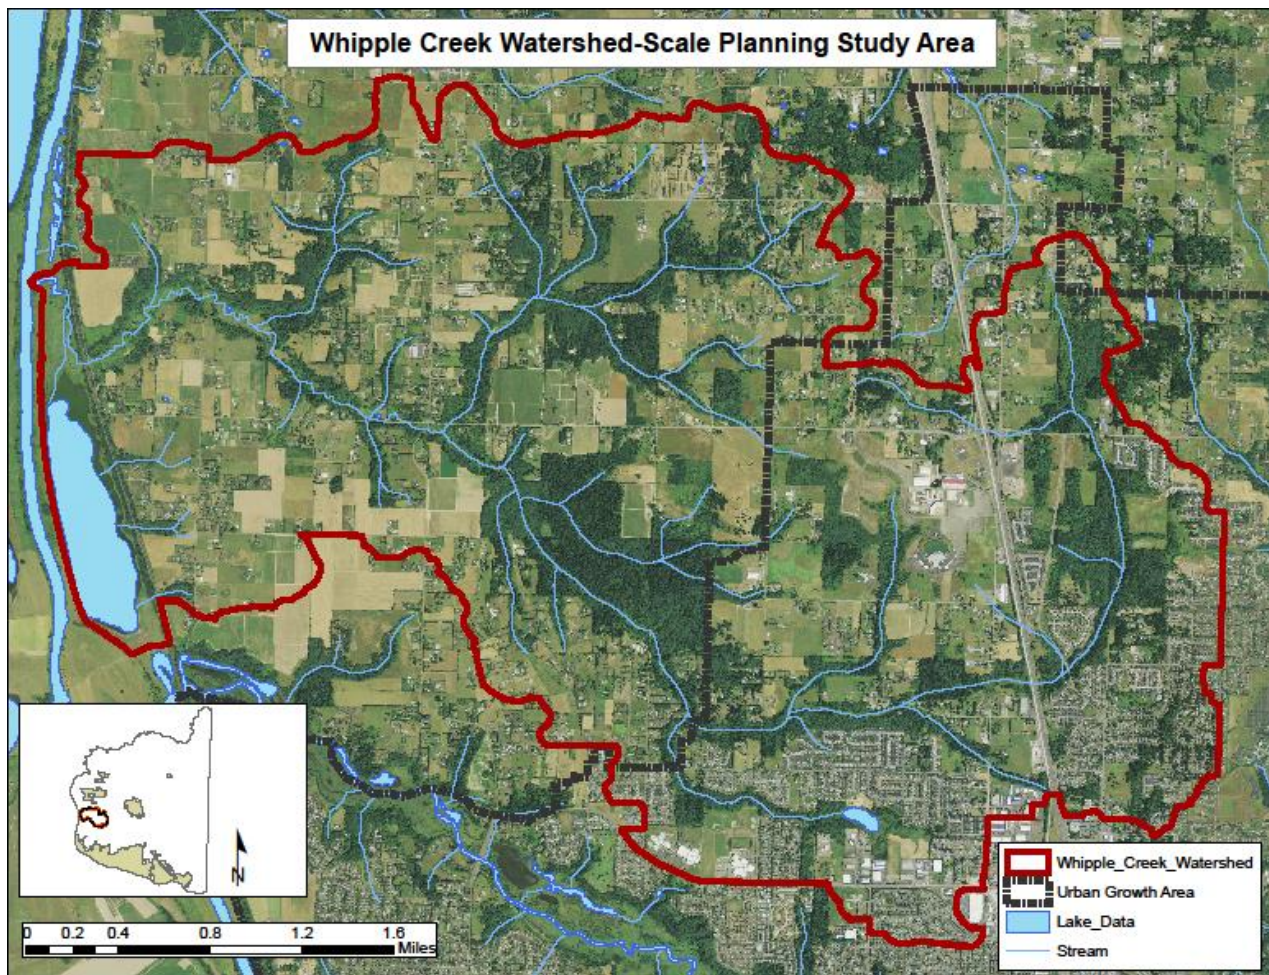 Whipple Creek Watershed-Scale Planning Study Area
N
0 0.2 0.4 0.8 1.2 1.6
Miles
Whipple_Creek_Watershed
Urban Growth Area
Lake_Data
Stream